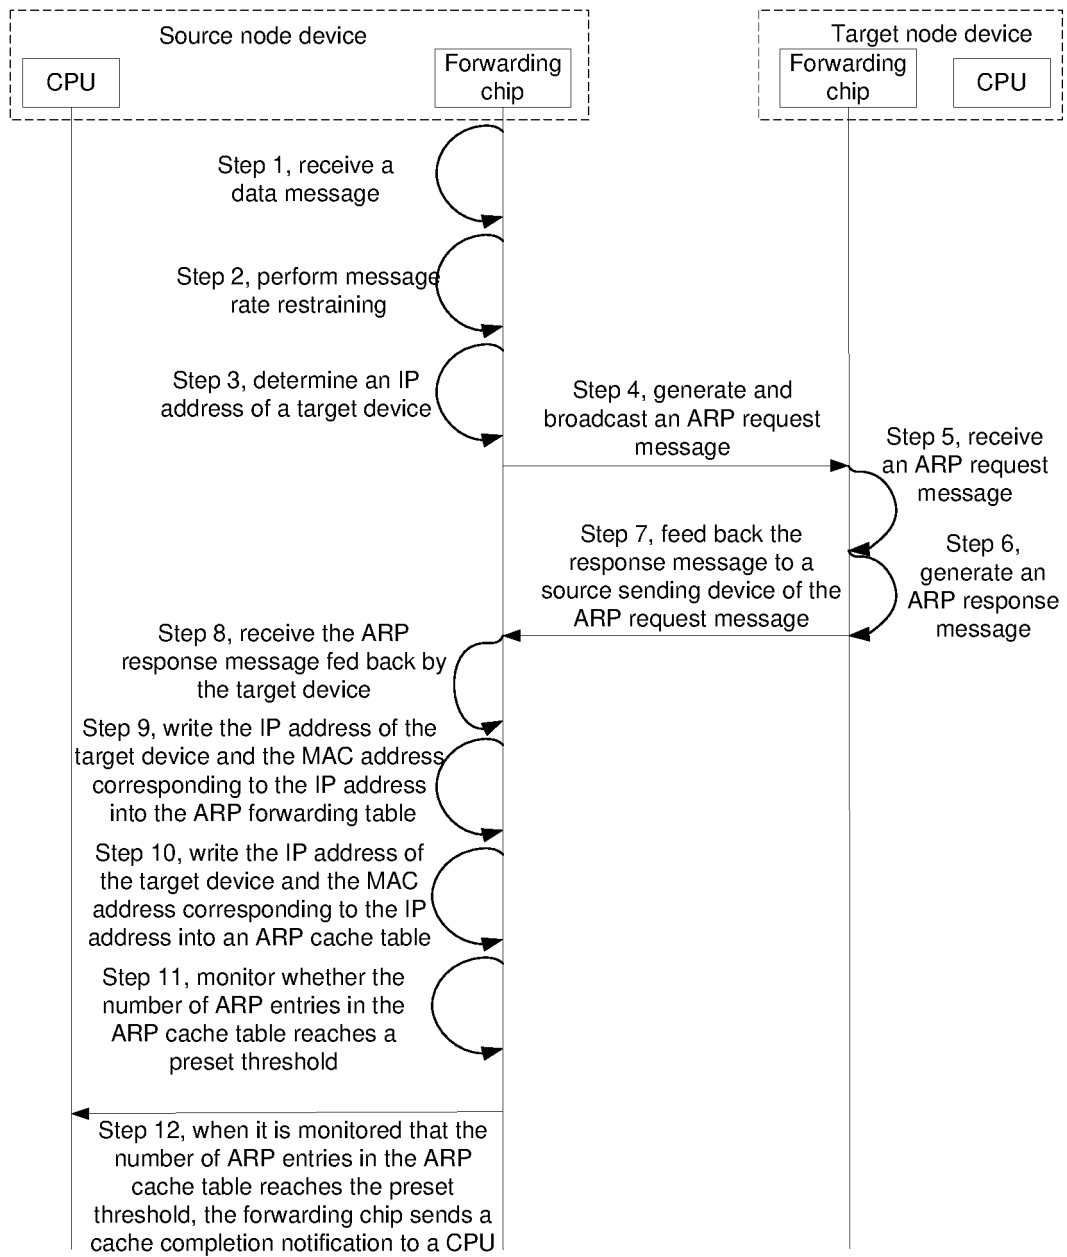 Source node device
Target node device
CPU
Forwarding
chip
Forwarding
chip
CPU
Step 1, receive a
data message
Step 2, perform message
rate restraining
Step 3, determine an IP
address of a target device
Step 4, generate and
broadcast an ARP request
message
Step 5, receive
an ARP request
message
Step 6,
generate an
ARP response
message
Step 7, feed back the
response message to a
source sending device of the
ARP request message
Step 8, receive the ARP
response message fed back by
the target device
Step 9, write the IP address of the
target device and the MAC address
corresponding to the IP address
into the ARP forwarding table
Step 10, write the IP address of
the target device and the MAC
address corresponding to the IP
address into an ARP cache table
Step 11, monitor whether the
number of ARP entries in the
ARP cache table reaches a
preset threshold
Step 12, when it is monitored that the
number of ARP entries in the ARP
cache table reaches the preset
threshold, the forwarding chip sends a
cache completion notification to a CPU